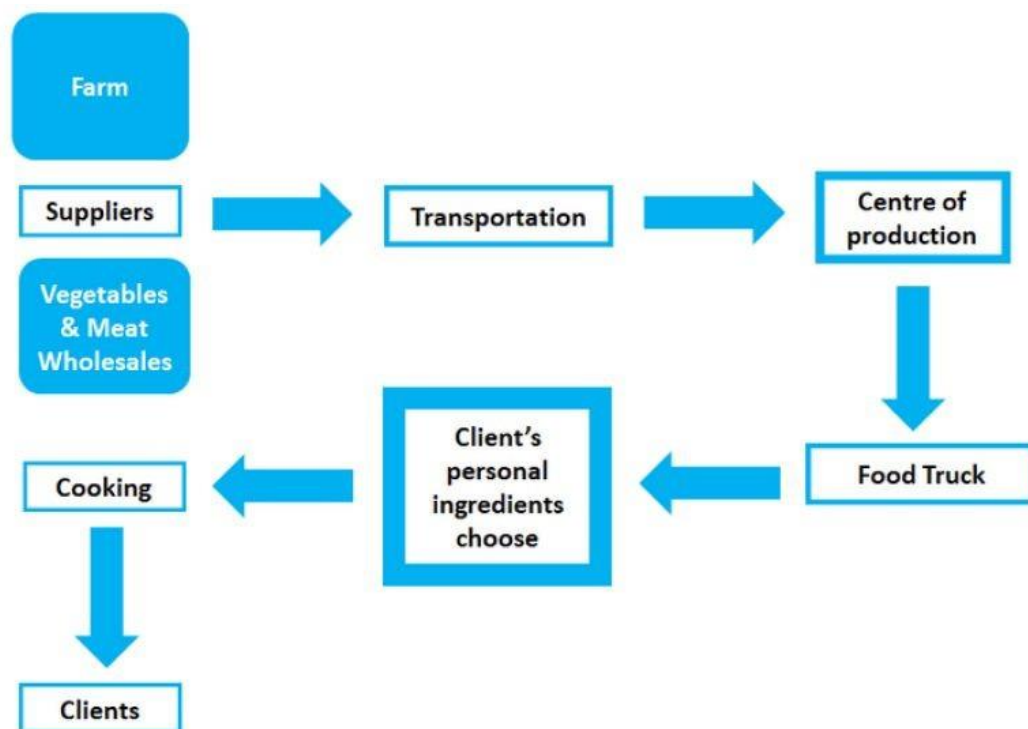 Farm
Suppliers
Vegetables
& Meat
Wholesales
Transportation
Centre of
production
Food Truck
Client’s
personal
ingredients
choose
Cooking
Clients